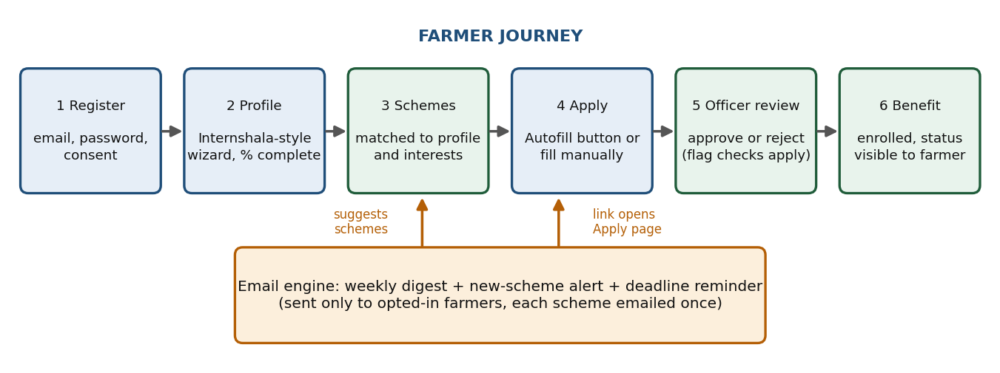 FARMER JOURNEY
1 Register
email, password,
consent
2 Profile
Internshala-style
wizard, % complete
3 Schemes
matched to profile
and interests
4 Apply
Autofill button or
fill manually
5 Officer review
approve or reject
(flag checks apply)
6 Benefit
enrolled, status
visible to farmer
suggests
schemes
link opens
Apply page
Email engine: weekly digest + new-scheme alert + deadline reminder
(sent only to opted-in farmers, each scheme emailed once)